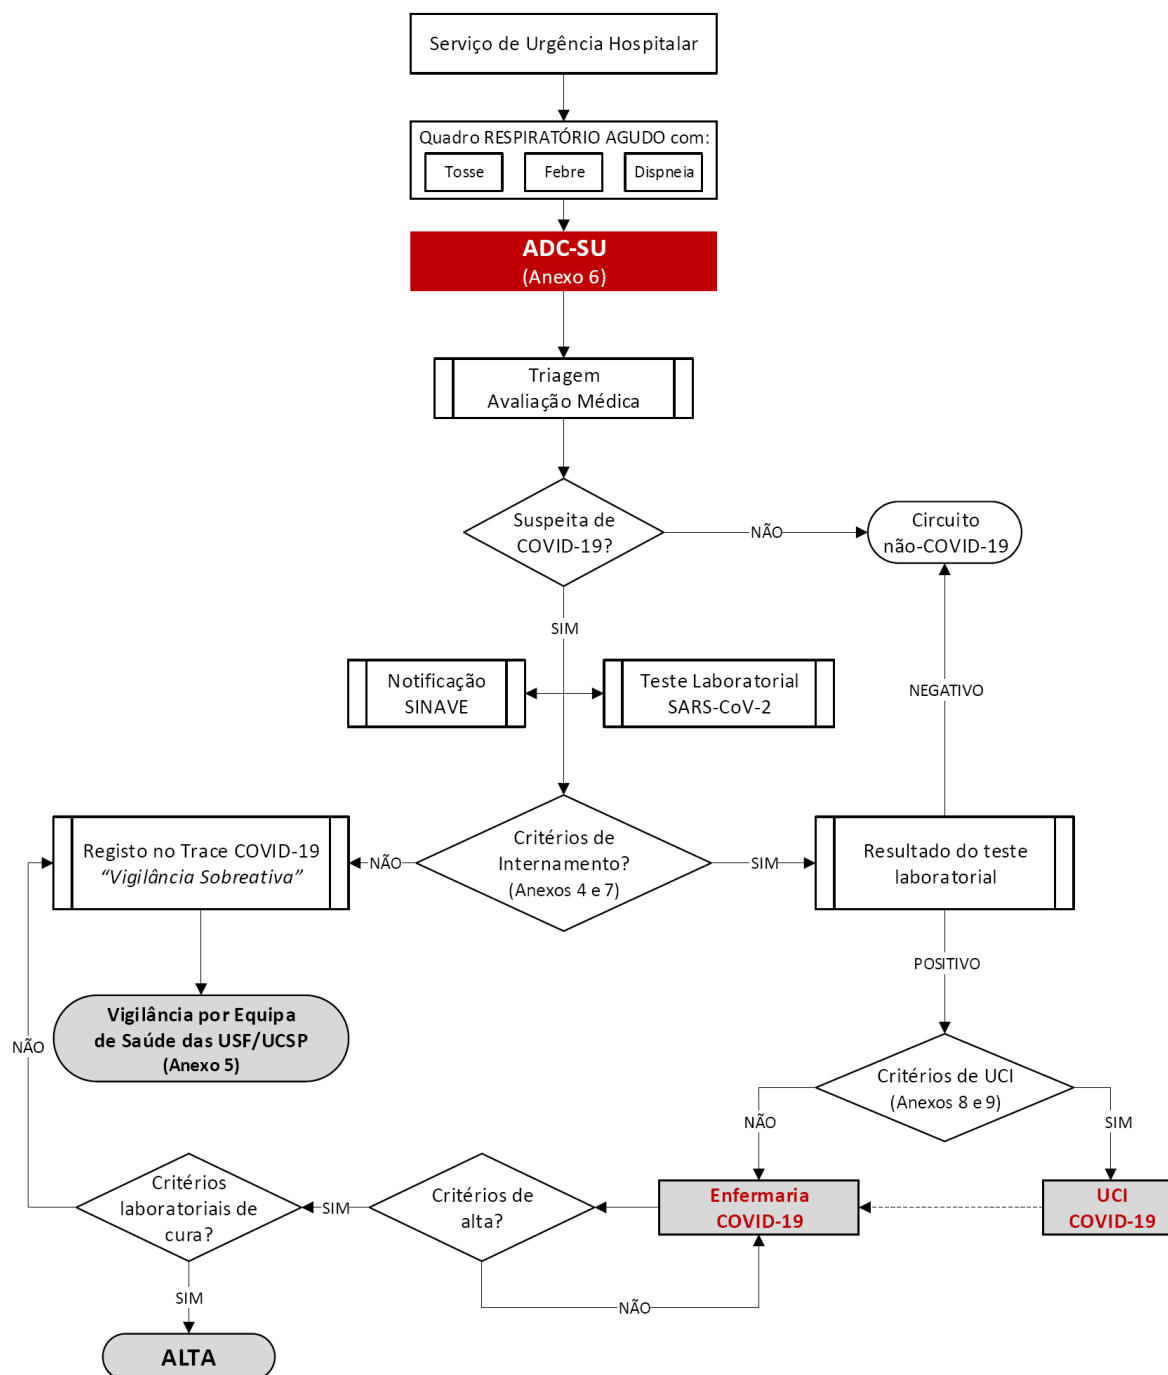 Serviço de Urgência Hospitalar
Quadro RESPIRATÓRIO AGUDO com:
Tosse
Febre
Dispneia
ADC-SU
(Anexo 6)
Triagem
Avaliação Médica
Suspeita de
COVID-19?
NÃO
Circuito
não-COVID-19
SIM
Notificação
SINAVE
Teste Laboratorial
SARS-CoV-2
NEGATIVO
Registo no Trace COVID-19
“Vigilância Sobreativa”
NÃO
Critérios de
Internamento?
(Anexos 4 e 7)
SIM
Resultado do teste
laboratorial
POSITIVO
Vigilância por Equipa
de Saúde das USF/UCSP
(Anexo 5)
NÃO
Critérios de UCI
(Anexos 8 e 9)
NÃO
SIM
Critérios
laboratoriais de
cura?
SIM
Critérios de
alta?
Enfermaria
COVID-19
UCI
COVID-19
NÃO
SIM
ALTA